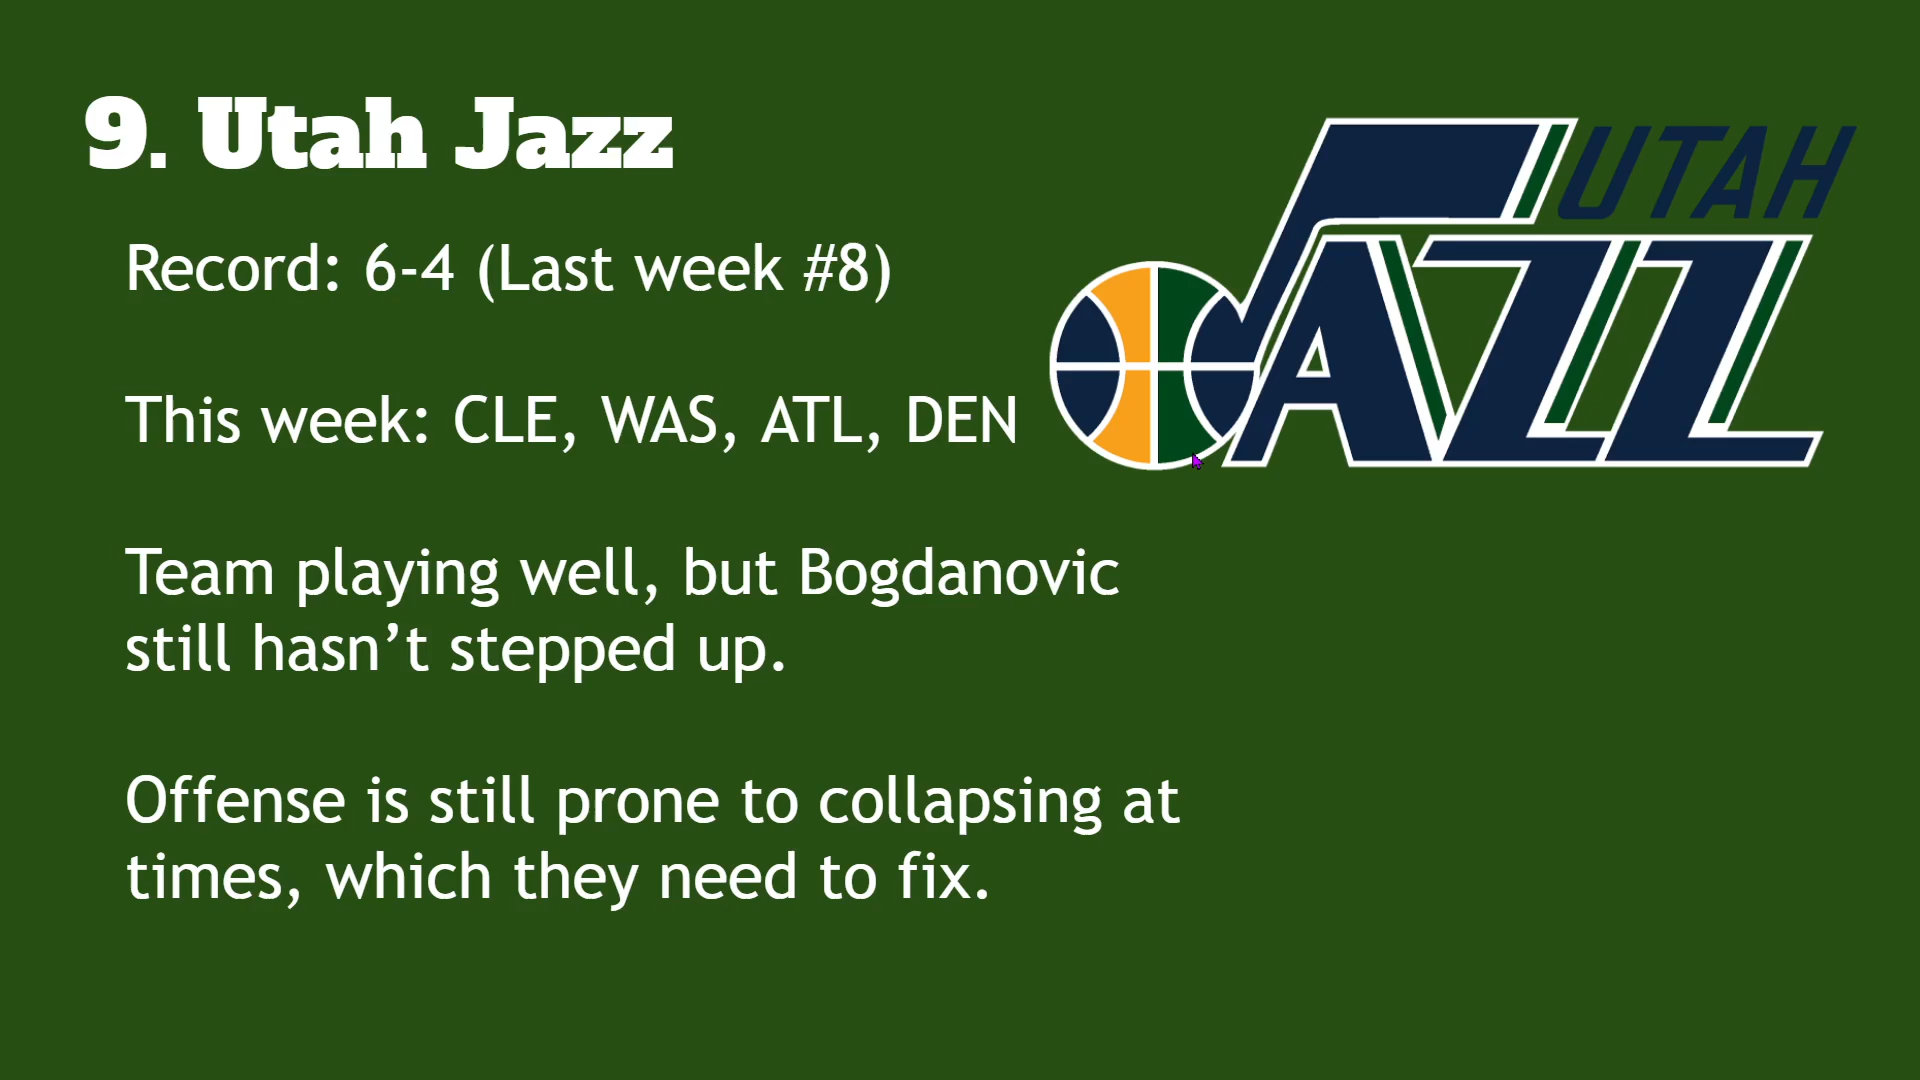 9. Utah Jazz
Record: 6-4 (Last week #8)
This week: CLE, WAS, ATL, DEN
Team playing well, but Bogdanovic
still hasn’t stepped up.
Offense is still prone to collapsing at
times, which they need to fix.
UTAH
JAZZ